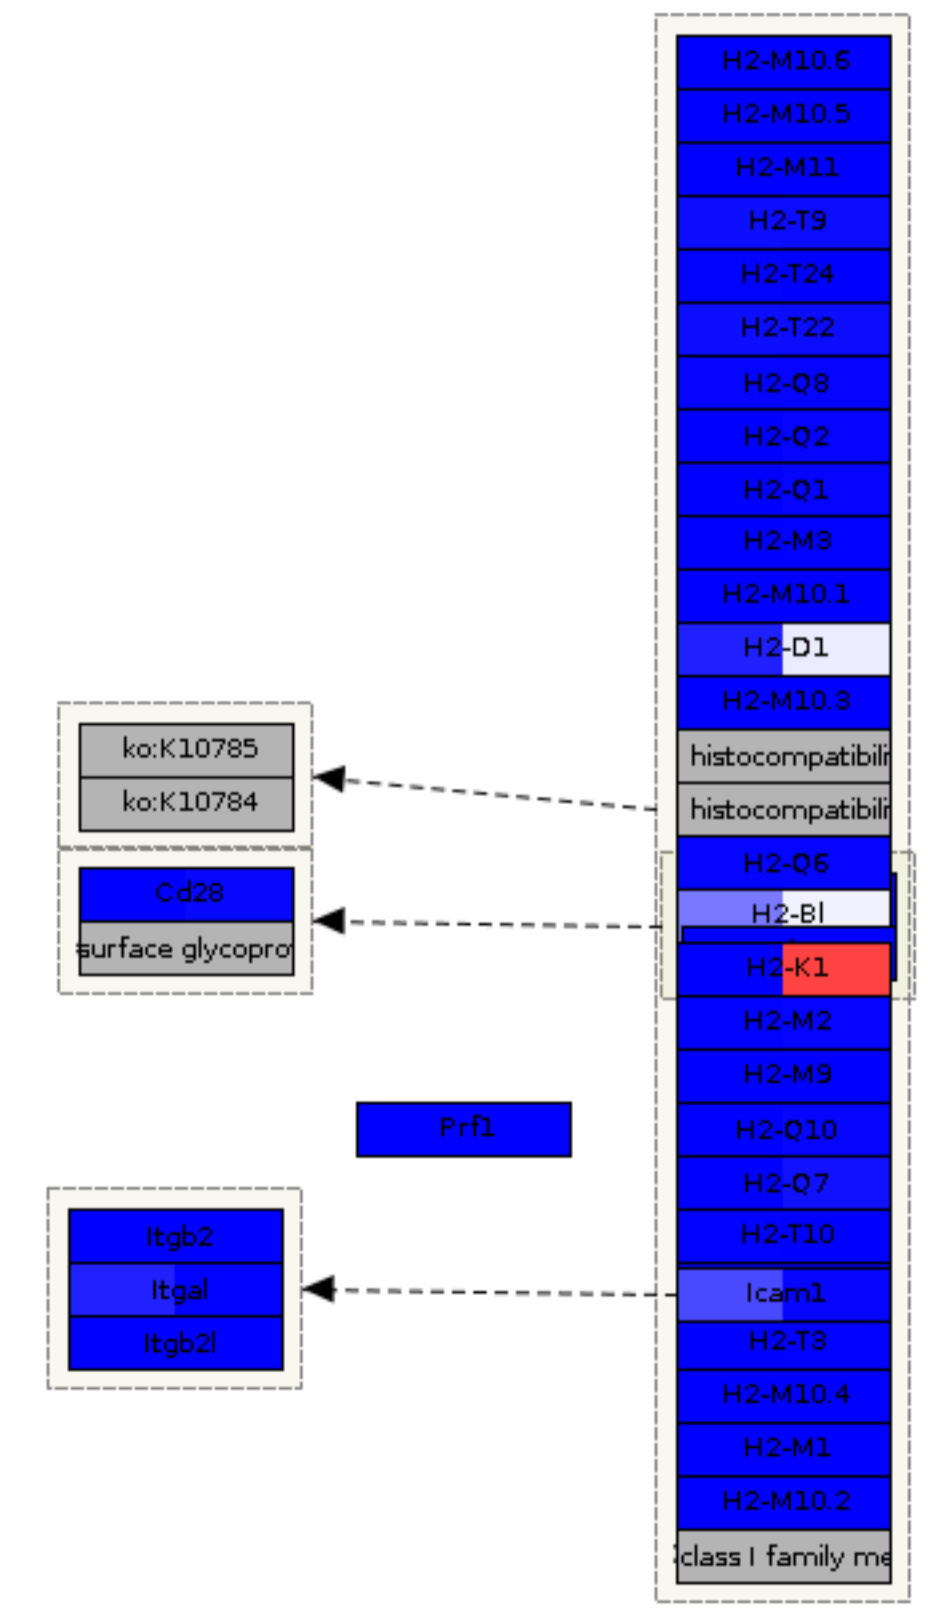 H2-M10.6
H2-M10.5
H2-M11
H2-T9
H2-T24
H2-T22
H2-Q8
H2-Q2
H2-Q1
H2-M3
H2-M10.1
H2-D1
H2-M10.3
histocompatibilit
histocompatibilit
H2-Q6
H2-Bl
H2-K1
H2-M2
H2-M9
H2-Q10
H2-Q7
H2-T10
Icam1
H2-T3
H2-M10.4
H2-M1
H2-M10.2
class I family me
ko:K10785
ko:K10784
Cd28
surface glycopro
Prf1
Itgb2
Itgal
Itgb2l